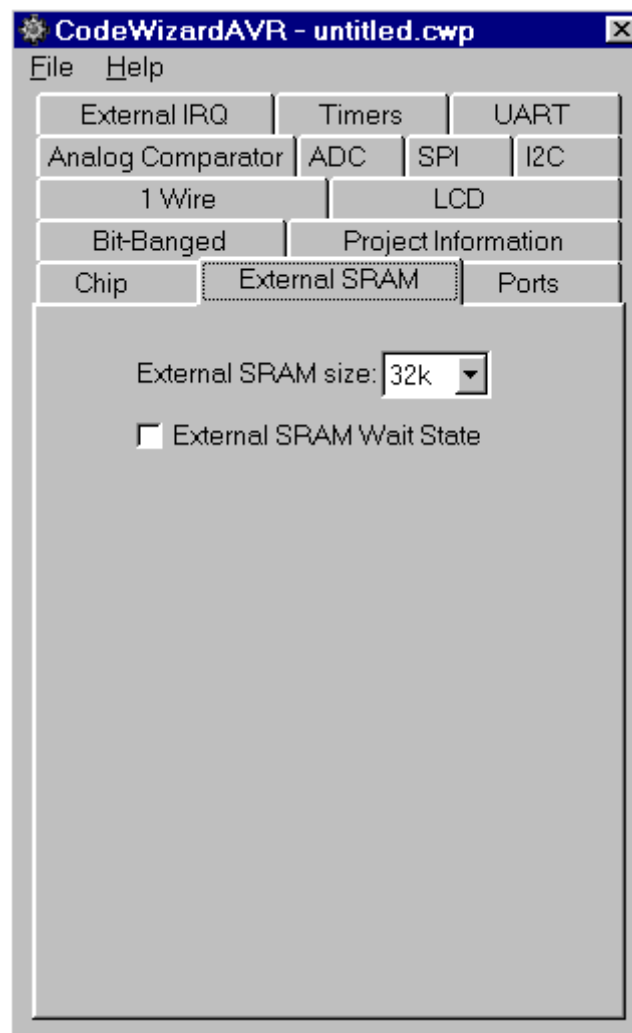 CodeWizardAVR - untitled.cwp
File Help
External IRQ Timers UART
Analog Comparator ADC SPI I2C
1 Wire LCD
Bit-Banged Project Information
Chip External SRAM Ports
External SRAM size: 32k
External SRAM Wait State